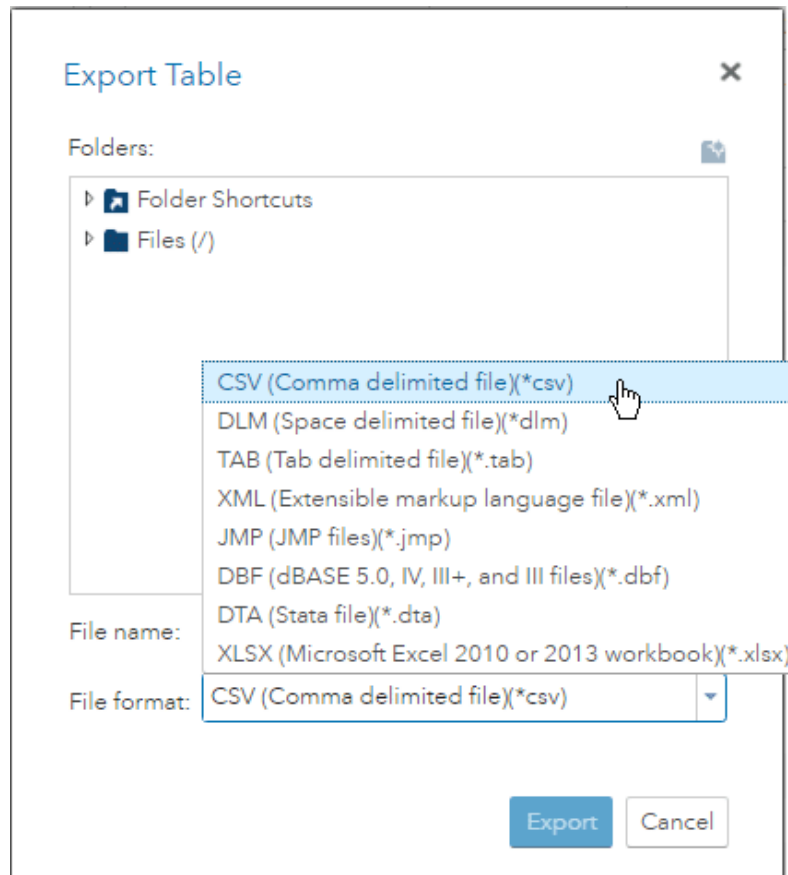 Export Table
Folders:
Folder Shortcuts
Files (/)
CSV (Comma delimited file)(*csv)
DLM (Space delimited file)(*dlm)
TAB (Tab delimited file)(*.tab)
XML (Extensible markup language file)(*.xml)
JMP (JMP files)(*.jmp)
DBF (dBASE 5.0, IV, III+, and III files)(*.dbf)
DTA (Stata file)(*.dta)
File name:
XLSX (Microsoft Excel 2010 or 2013 workbook)(*.xlsx)
File format: CSV (Comma delimited file)(*csv)
Export Cancel